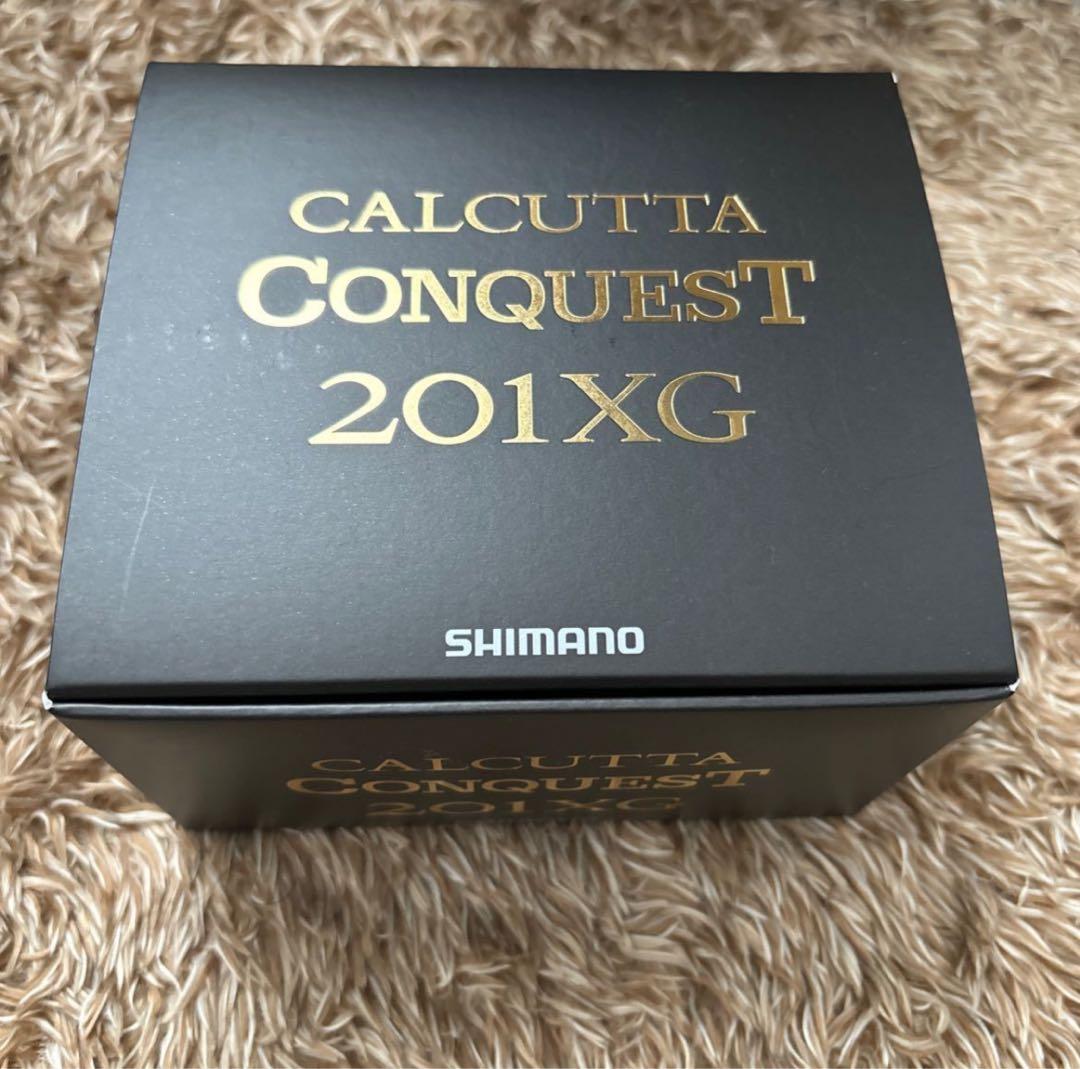 CALCUTTA
CONQUEST
201XG
SHIMANO
CALCUTTA
CONQUEST
201XG